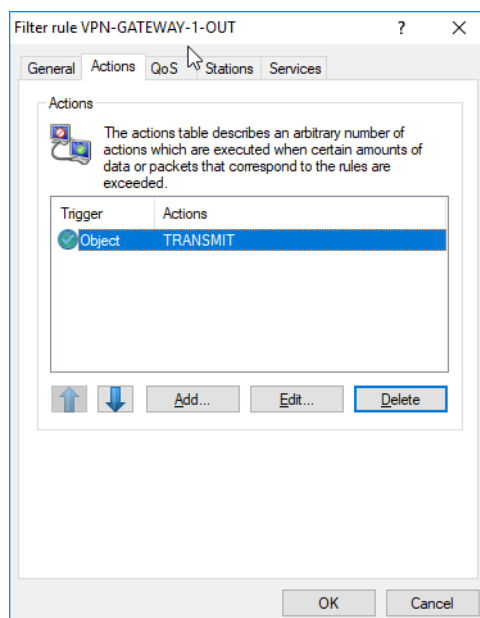 Filter rule VPN-GATEWAY-1-OUT
General Actions QoS Stations Services
Actions
The actions table describes an arbitrary number of
actions which are executed when certain amounts of
data or packets that correspond to the rules are
exceeded.
Trigger Actions
Object TRANSMIT
Add... Edit... Delete
OK Cancel